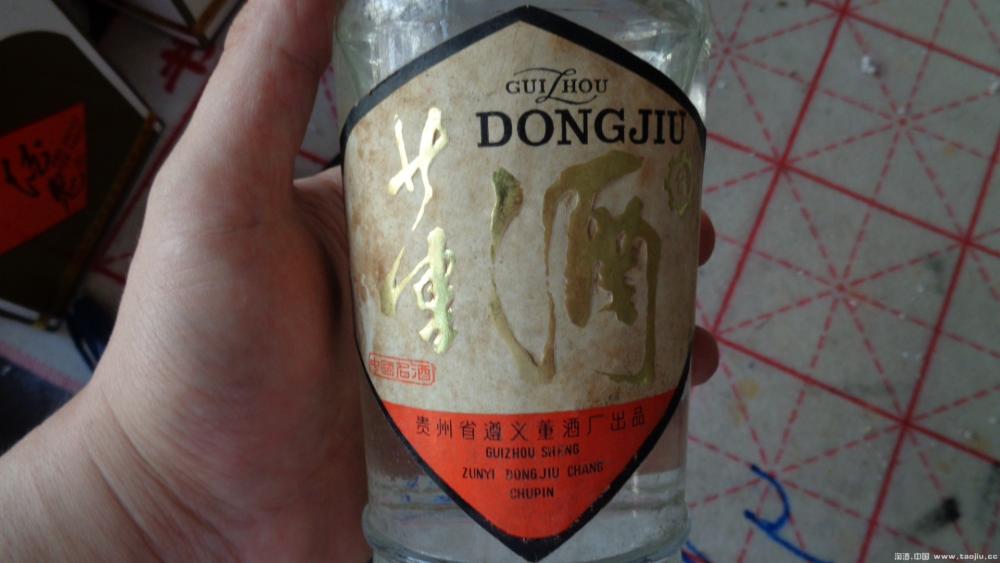 GUIZHOU
DONGJIU
董酒
中國名酒
贵州省遵义董酒厂出品
GUIZHOU SHENG
ZUNYI DONGJIU CHANG
CHUPIN
淘酒.中国 www.taojiu.cc